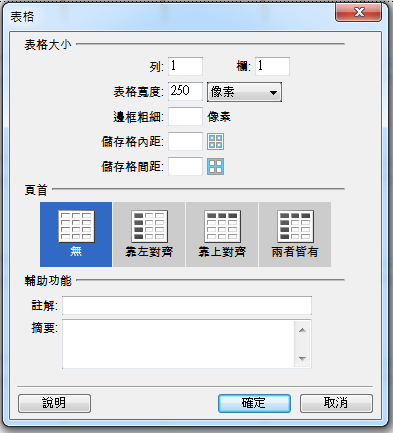 表格
表格大小
列: 1 欄: 1
表格寬度: 250 像素
邊框粗細: 像素
儲存格內距:
儲存格間距:
頁首
無 靠左對齊 靠上對齊 兩者皆有
輔助功能
註解:
摘要:
說明 確定 取消